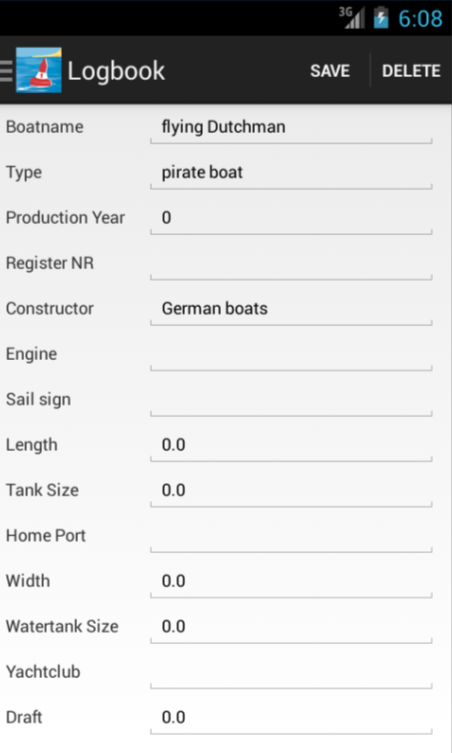 3G 6:08
Logbook SAVE DELETE
Boatname flying Dutchman
Type pirate boat
Production Year 0
Register NR
Constructor German boats
Engine
Sail sign
Length 0.0
Tank Size 0.0
Home Port
Width 0.0
Watertank Size 0.0
Yachtclub
Draft 0.0